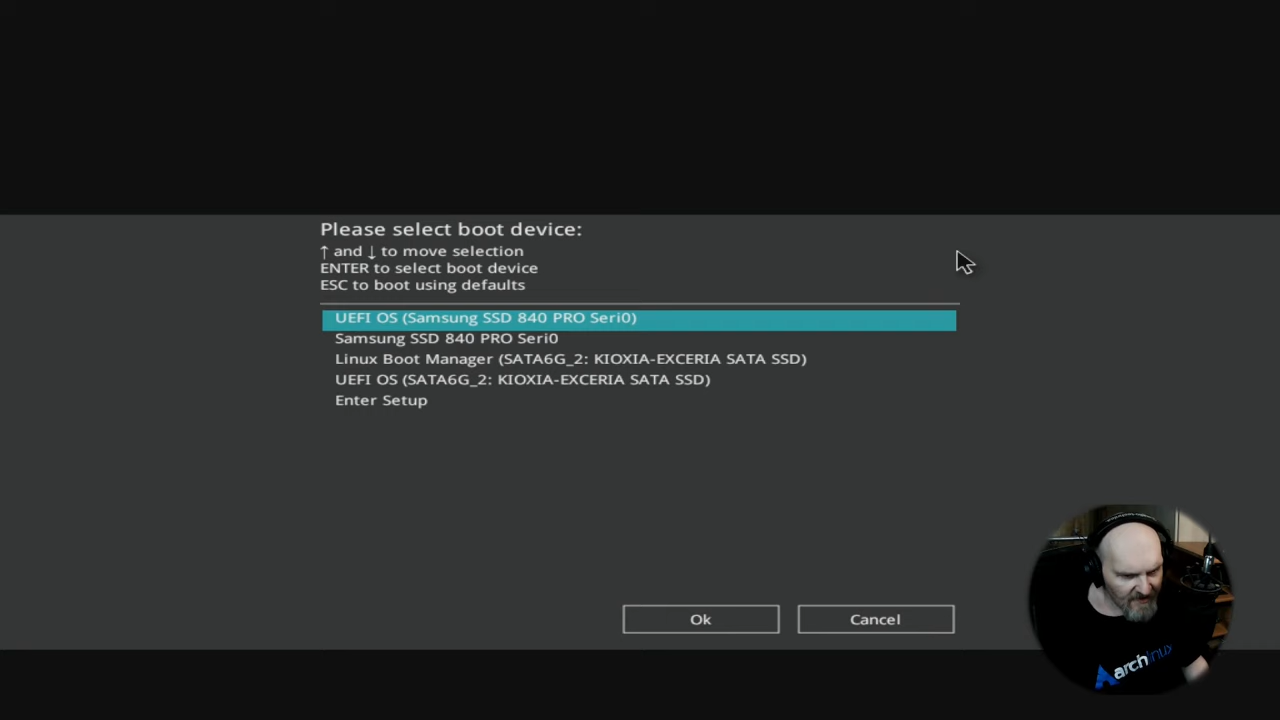 Please select boot device:
↑ and ↓ to move selection
ENTER to select boot device
ESC to boot using defaults
UEFI OS (Samsung SSD 840 PRO Seri0)
Samsung SSD 840 PRO Seri0
Linux Boot Manager (SATA6G_2: KIOXIA-EXCERIA SATA SSD)
UEFI OS (SATA6G_2: KIOXIA-EXCERIA SATA SSD)
Enter Setup
Ok
Cancel
archlinux